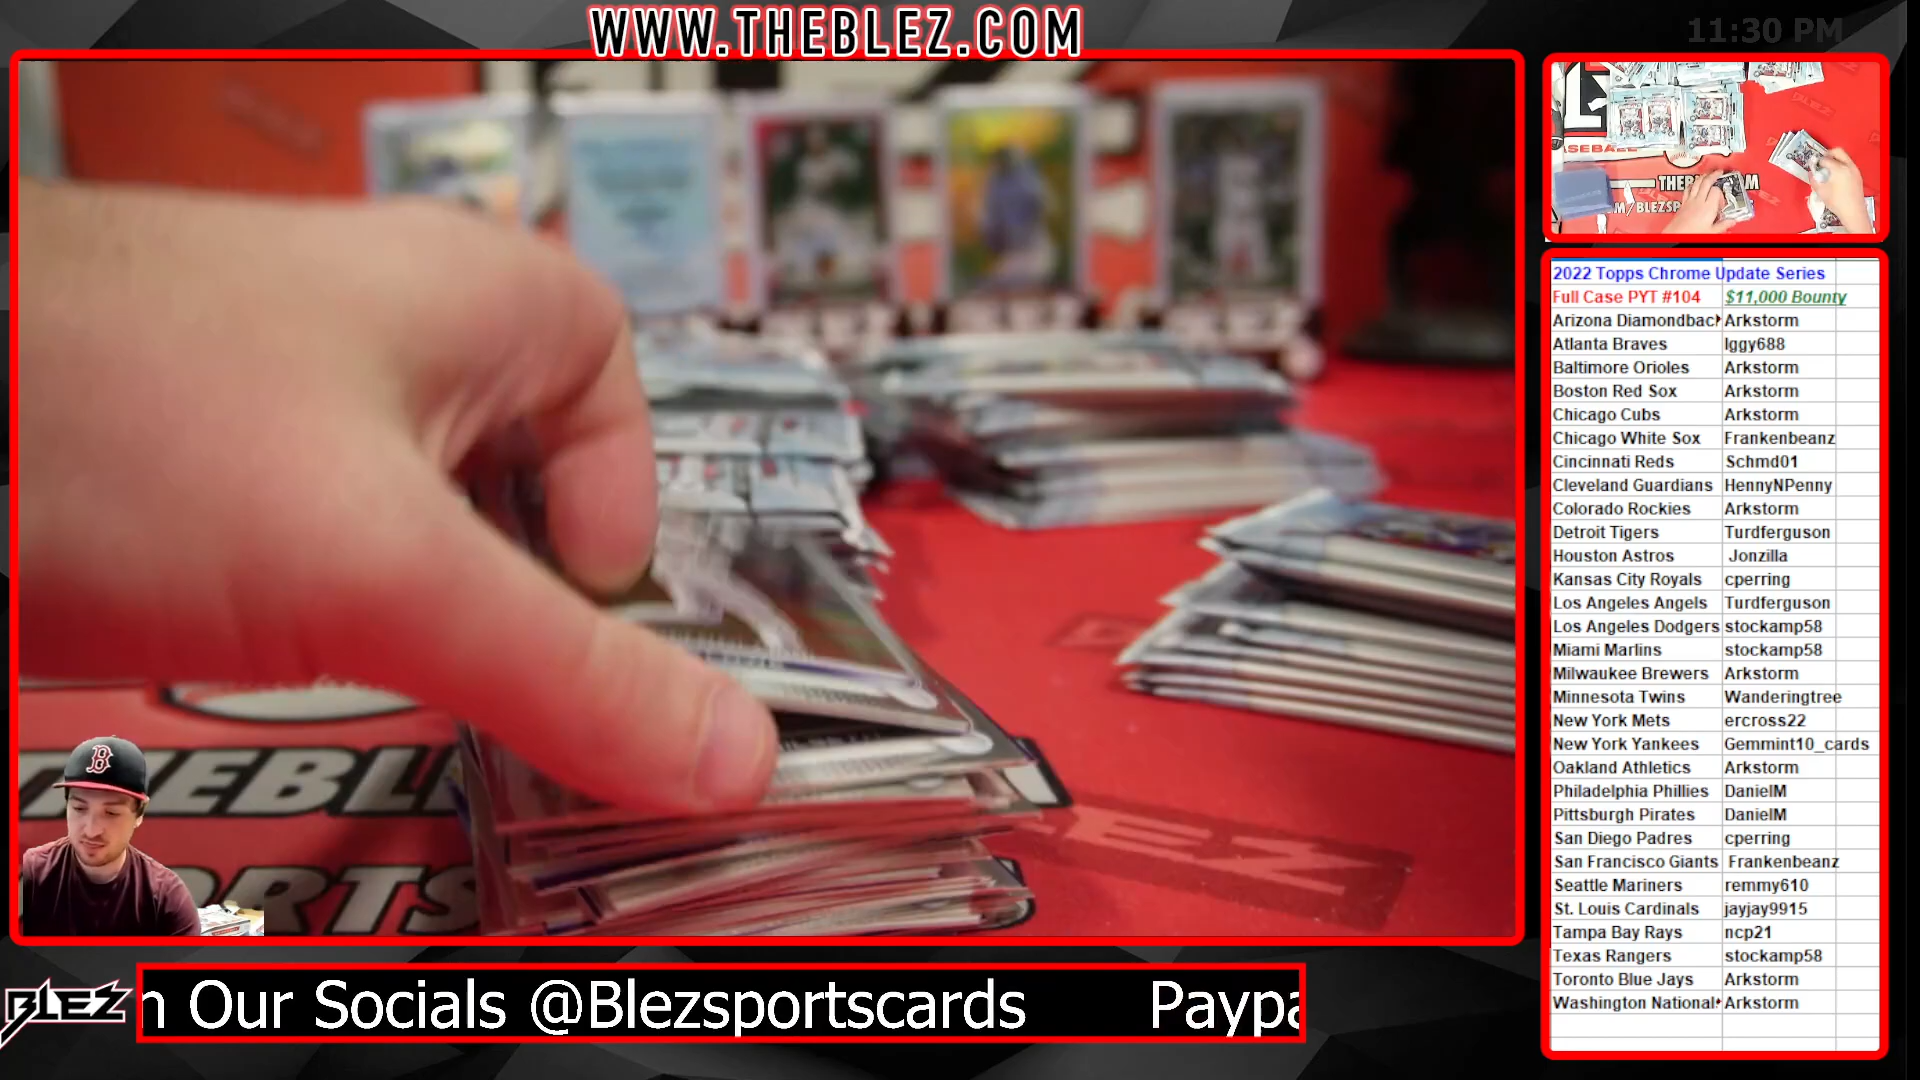 WWW.THEBLEZ.COM
11:30 PM
THEBL
ORTS
BLEZ
n Our Socials @Blezsportscards Paypa
2022 Topps Chrome Update Series
Full Case PYT #104 $11,000 Bounty
Arizona Diamondbac Arkstorm
Atlanta Braves Iggy688
Baltimore Orioles Arkstorm
Boston Red Sox Arkstorm
Chicago Cubs Arkstorm
Chicago White Sox Frankenbeanz
Cincinnati Reds Schmd01
Cleveland Guardians HennyNPenny
Colorado Rockies Arkstorm
Detroit Tigers Turdferguson
Houston Astros Jonzilla
Kansas City Royals cperring
Los Angeles Angels Turdferguson
Los Angeles Dodgers stockamp58
Miami Marlins stockamp58
Milwaukee Brewers Arkstorm
Minnesota Twins Wanderingtree
New York Mets ercross22
New York Yankees Gemmint10_cards
Oakland Athletics Arkstorm
Philadelphia Phillies DanielM
Pittsburgh Pirates DanielM
San Diego Padres cperring
San Francisco Giants Frankenbeanz
Seattle Mariners remmy610
St. Louis Cardinals jayjay9915
Tampa Bay Rays ncp21
Texas Rangers stockamp58
Toronto Blue Jays Arkstorm
Washington National Arkstorm